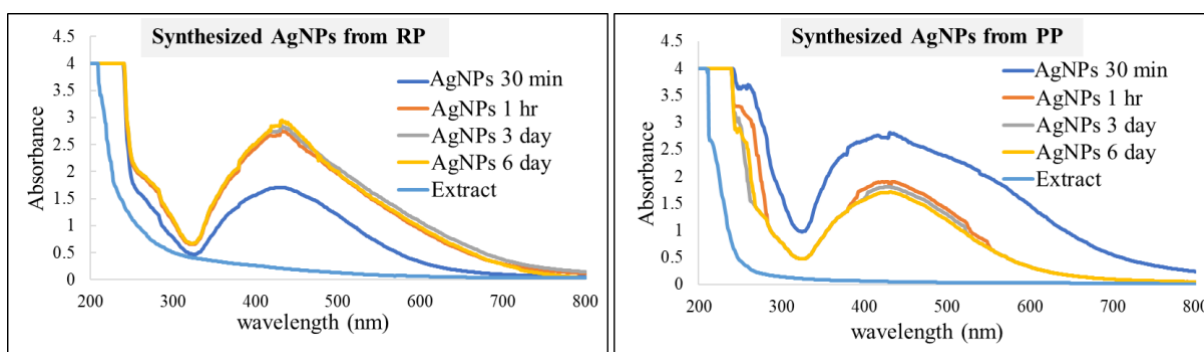 Synthesized AgNPs from RP
4.5
4
3.5
3
2.5
2
1.5
1
0.5
0
Absorbance
AgNPs 30 min
AgNPs 1 hr
AgNPs 3 day
AgNPs 6 day
Extract
200 300 400 500 600 700 800
wavelength (nm)
Synthesized AgNPs from PP
4.5
4
3.5
3
2.5
2
1.5
1
0.5
0
Absorbance
AgNPs 30 min
AgNPs 1 hr
AgNPs 3 day
AgNPs 6 day
Extract
200 300 400 500 600 700 800
wavelength (nm)